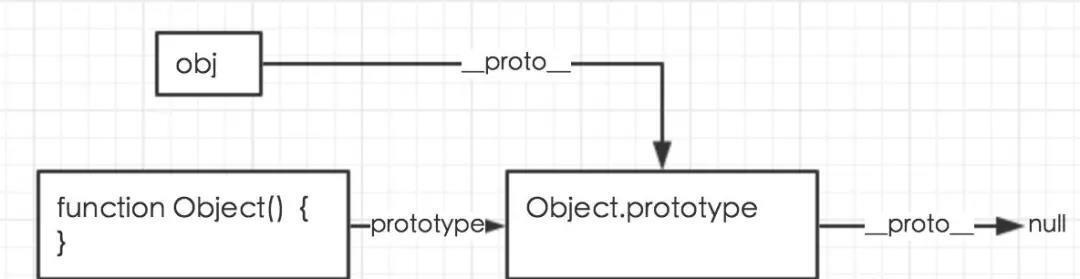 obj
__proto__
function Object() {
}
prototype
Object.prototype
__proto__
null